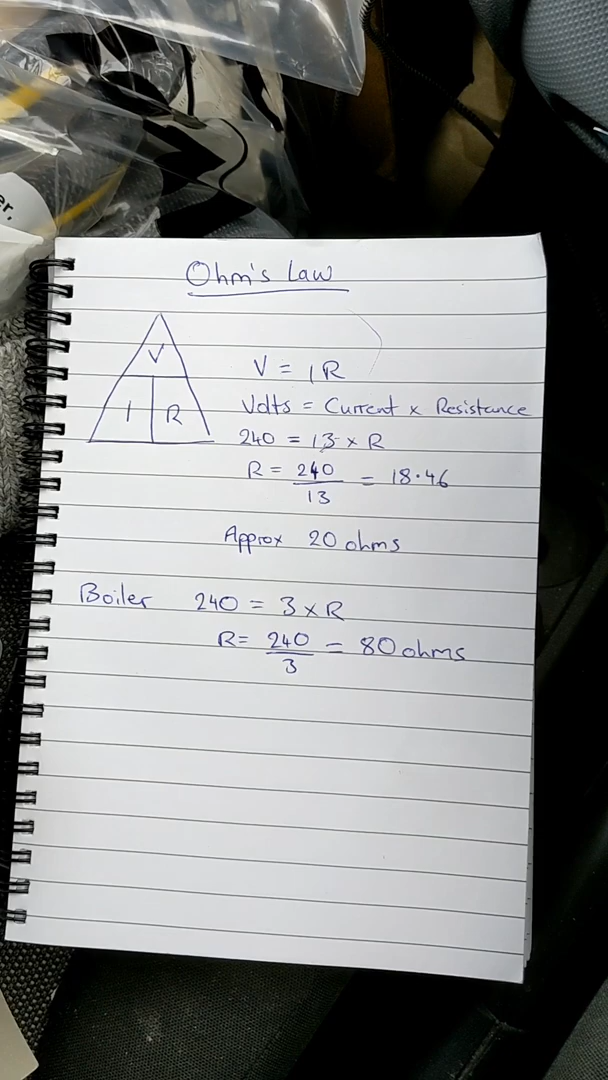 er.
Ohm's Law
V
I R
V = IR
Volts = Current x Resistance
240 = 13 x R
R = 240/13 = 18.46
Approx 20 ohms
Boiler 240 = 3 x R
R = 240/3 = 80 ohms